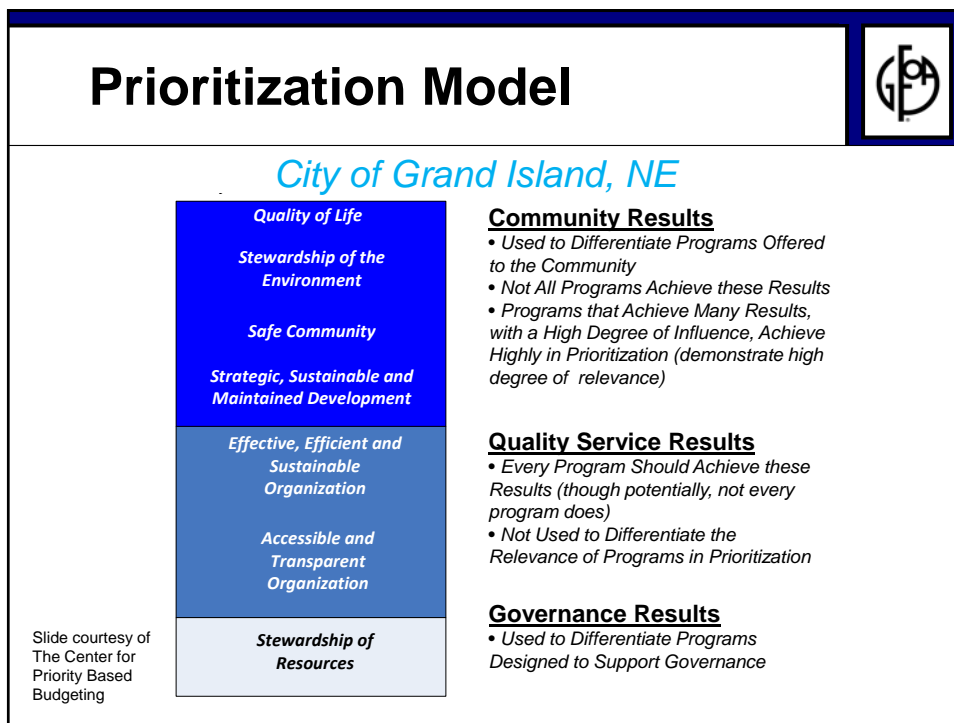 Prioritization Model
GFOA
City of Grand Island, NE
Quality of Life
Stewardship of the
Environment
Safe Community
Strategic, Sustainable and
Maintained Development
Effective, Efficient and
Sustainable
Organization
Accessible and
Transparent
Organization
Stewardship of
Resources
Community Results
• Used to Differentiate Programs Offered
to the Community
• Not All Programs Achieve these Results
• Programs that Achieve Many Results,
with a High Degree of Influence, Achieve
Highly in Prioritization (demonstrate high
degree of relevance)
Quality Service Results
• Every Program Should Achieve these
Results (though potentially, not every
program does)
• Not Used to Differentiate the
Relevance of Programs in Prioritization
Governance Results
• Used to Differentiate Programs
Designed to Support Governance
Slide courtesy of
The Center for
Priority Based
Budgeting